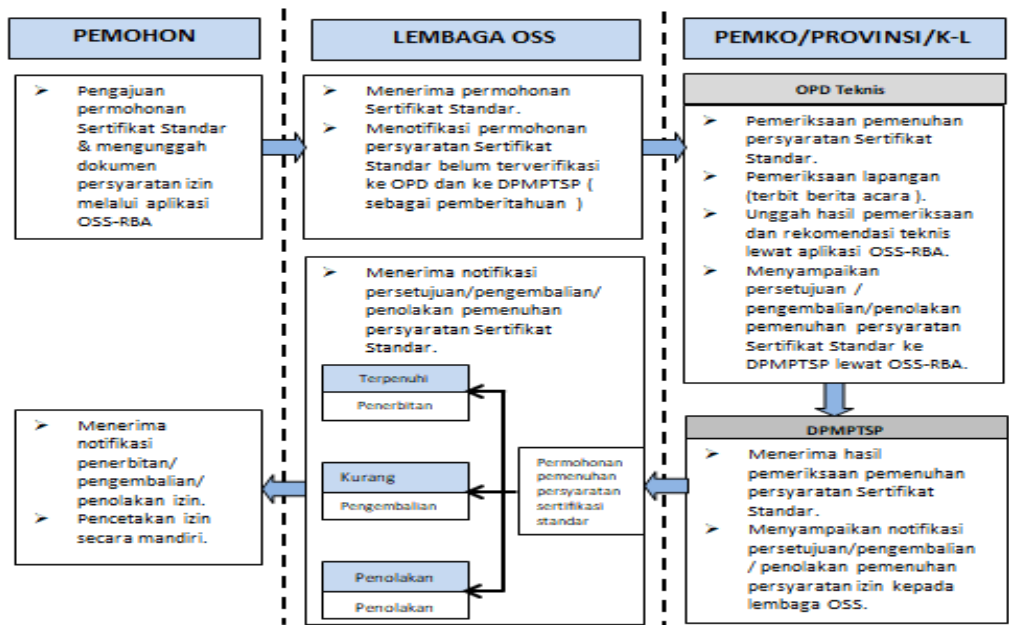 PEMOHON
LEMBAGA OSS
PEMKO/PROVINSI/K-L
➢ Pengajuan
permohonan
Sertifikat Standar
& mengunggah
dokumen
persyaratan izin
melalui aplikasi
OSS-RBA
➢ Menerima permohonan
Sertifikat Standar.
➢ Menotifikasi permohonan
persyaratan Sertifikat
Standar belum terverifikasi
ke OPD dan ke DPMPTSP (
sebagai pemberitahuan )
OPD Teknis
➢ Pemeriksaan pemenuhan
persyaratan Sertifikat
Standar.
➢ Pemeriksaan lapangan
(terbit berita acara ).
➢ Unggah hasil pemeriksaan
dan rekomendasi teknis
lewat aplikasi OSS-RBA.
➢ Menyampaikan
persetujuan /
pengembalian/penolakan
pemenuhan persyaratan
Sertifikat Standar ke
DPMPTSP lewat OSS-RBA.
DPMPTSP
➢ Menerima hasil
pemeriksaan pemenuhan
persyaratan Sertifikat
Standar.
➢ Menyampaikan notifikasi
persetujuan/pengembalian
/ penolakan pemenuhan
persyaratan izin kepada
lembaga OSS.
➢ Menerima notifikasi
persetujuan/pengembalian/
penolakan pemenuhan
persyaratan Sertifikat
Standar.
Permohonan
pemenuhan
persyaratan
sertifikasi
standar
Terpenuhi
Penerbitan
Kurang
Pengembalian
Penolakan
Penolakan
➢ Menerima
notifikasi
penerbitan/
pengembalian/
penolakan izin.
➢ Pencetakan izin
secara mandiri.